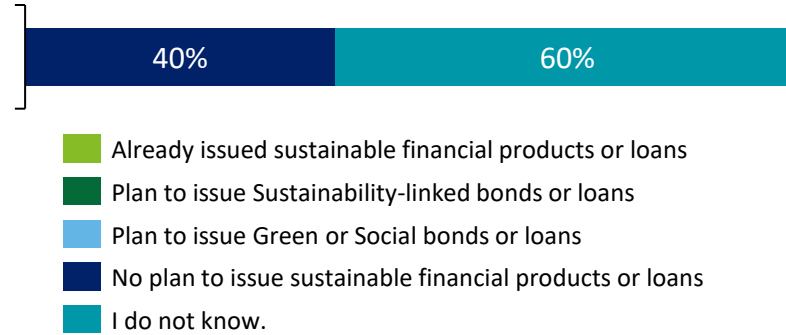 40% 60%
Already issued sustainable financial products or loans
Plan to issue Sustainability-linked bonds or loans
Plan to issue Green or Social bonds or loans
No plan to issue sustainable financial products or loans
I do not know.